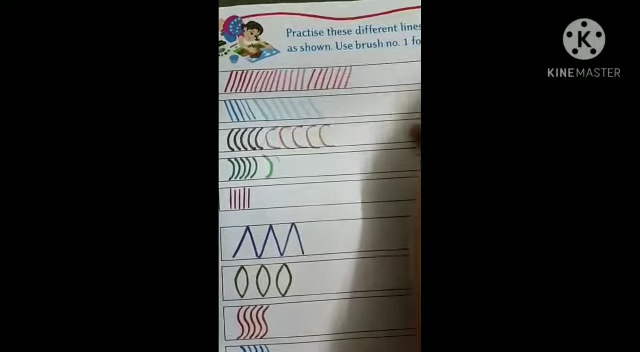 Practise these different lines
as shown. Use brush no. 1 fo
KINEMASTER